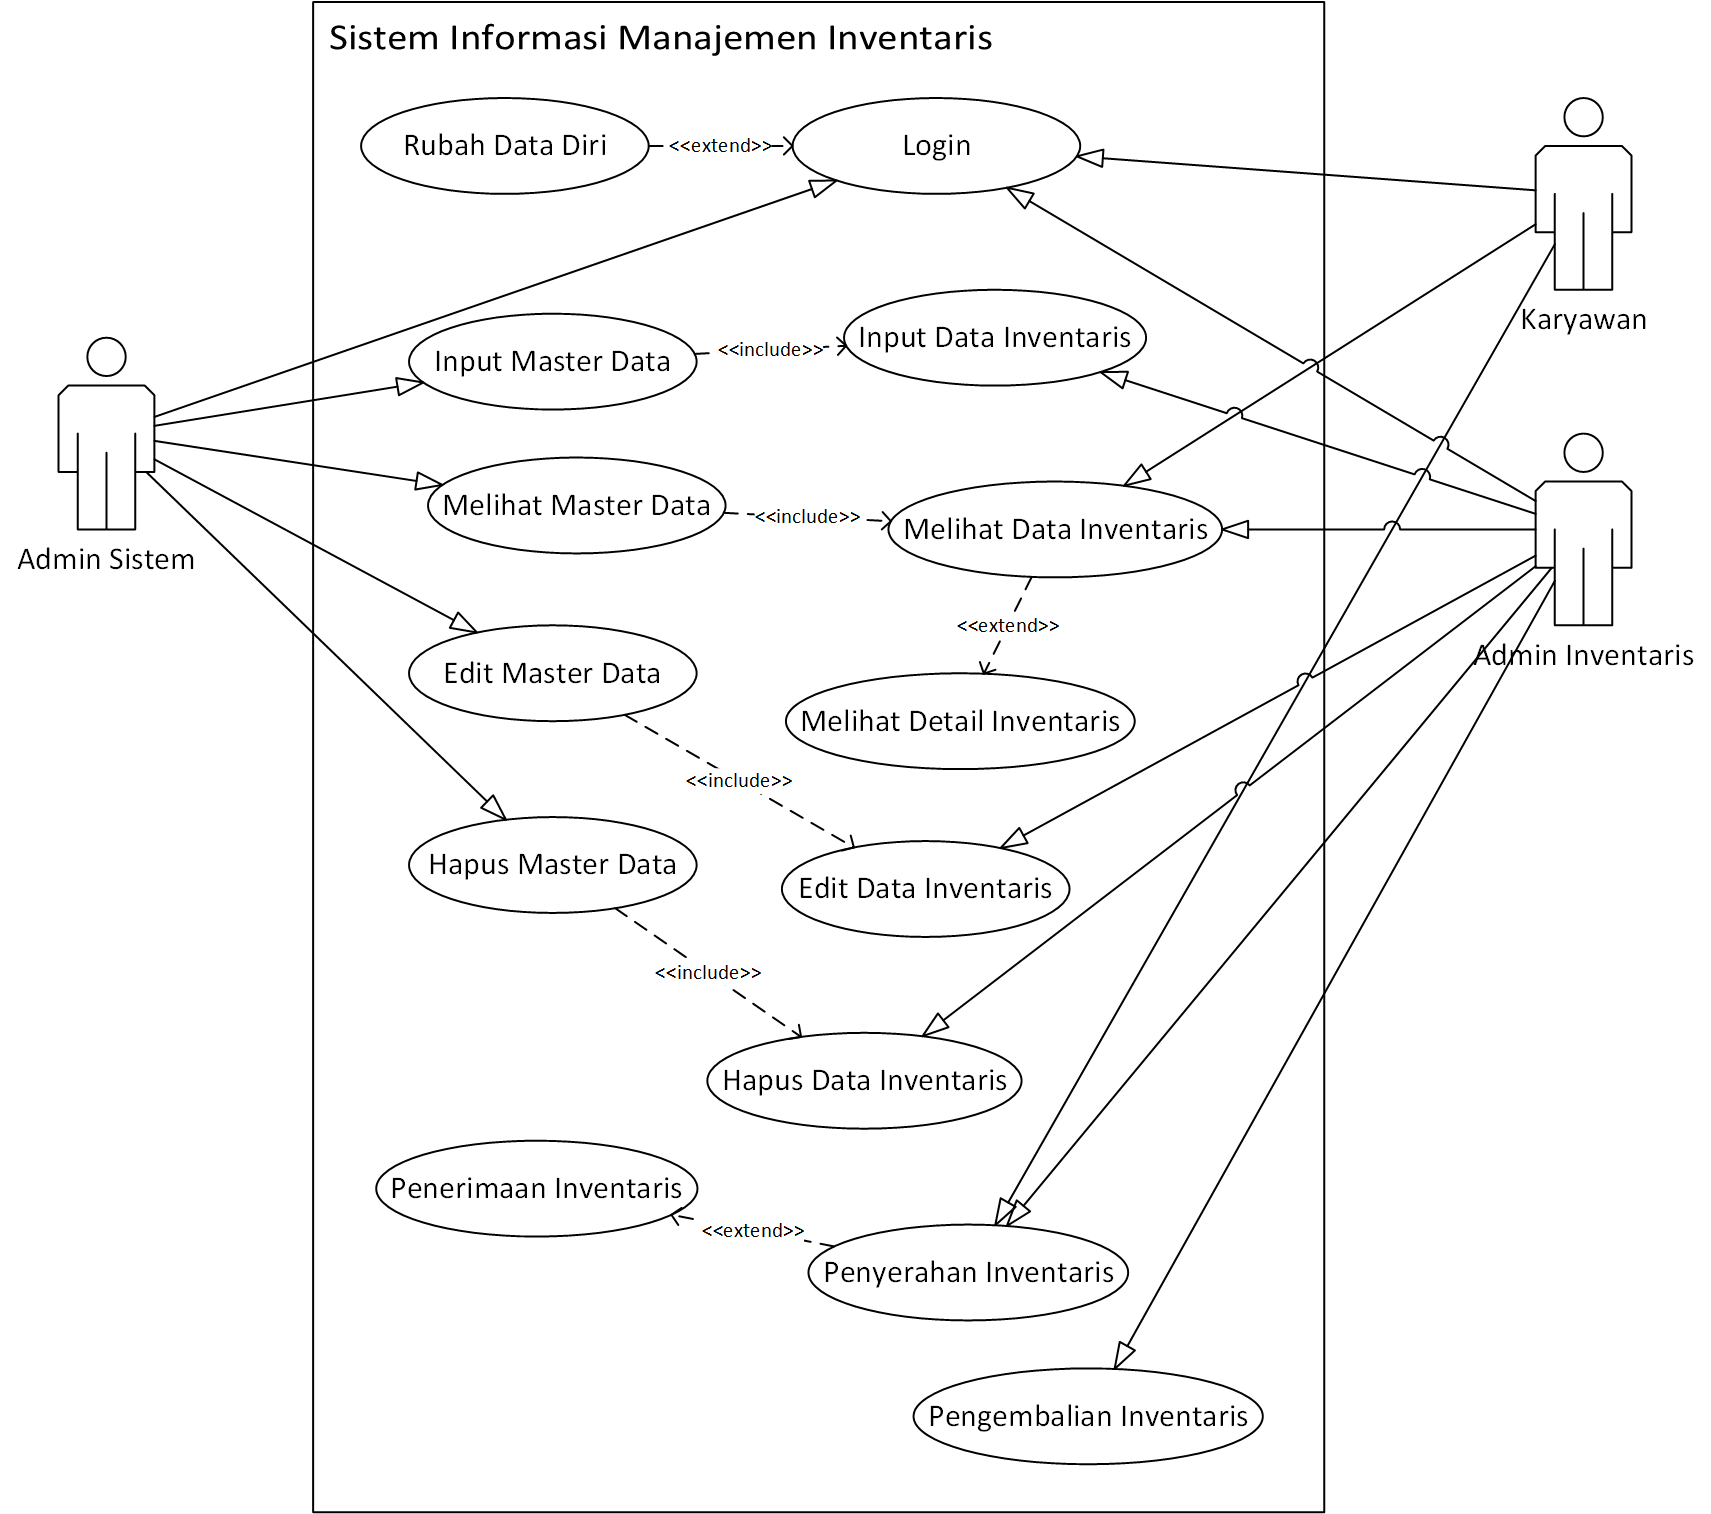 Sistem Informasi Manajemen Inventaris
Rubah Data Diri
<<extend>>
Login
Karyawan
Input Master Data
<<include>>
Input Data Inventaris
Admin Sistem
Melihat Master Data
<<include>>
Melihat Data Inventaris
<<extend>>
Admin Inventaris
Edit Master Data
Melihat Detail Inventaris
<<include>>
Hapus Master Data
Edit Data Inventaris
<<include>>
Hapus Data Inventaris
Penerimaan Inventaris
<<extend>>
Penyerahan Inventaris
Pengembalian Inventaris